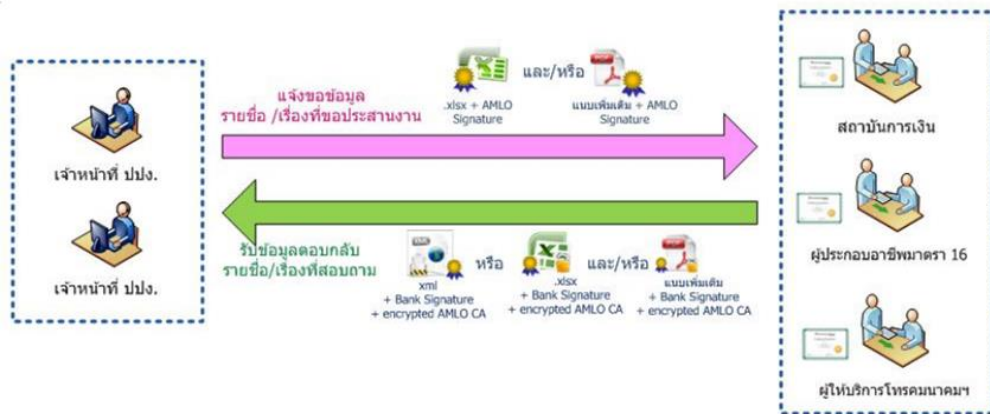 แจ้งขอข้อมูล
รายชื่อ /เรื่องที่ขอประสานงาน
และ/หรือ
.xlsx + AMLO
Signature
แนบเพิ่มเติม + AMLO
Signature
เจ้าหน้าที่ ปปง.
เจ้าหน้าที่ ปปง.
รับข้อมูลตอบกลับ
รายชื่อ/เรื่องที่สอบถาม
หรือ
และ/หรือ
xml
+ Bank Signature
+ encrypted AMLO CA
.xlsx
+ Bank Signature
+ encrypted AMLO CA
แนบเพิ่มเติม
+ Bank Signature
+ encrypted AMLO CA
สถาบันการเงิน
ผู้ประกอบอาชีพมาตรา 16
ผู้ให้บริการโทรคมนาคมฯ